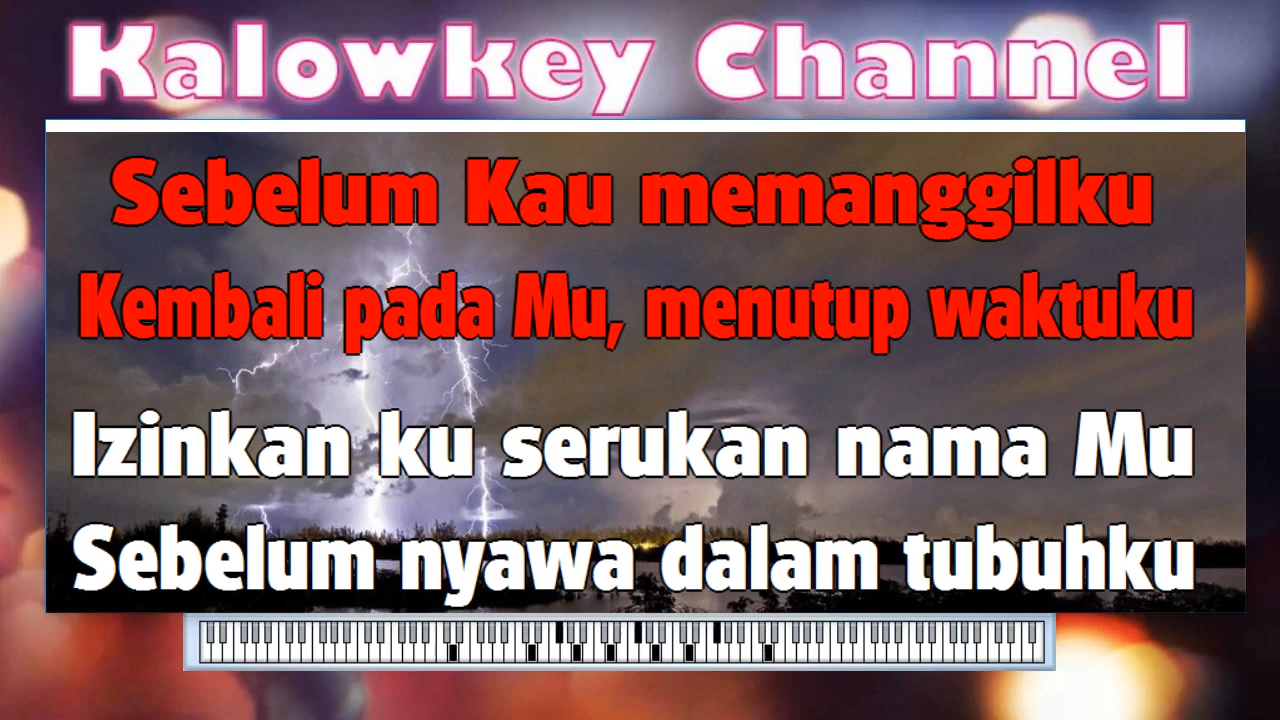 Kalowkey Channel
Sebelum Kau memanggilku
Kembali pada Mu, menutup waktuku
Izinkan ku serukan nama Mu
Sebelum nyawa dalam tubuhku